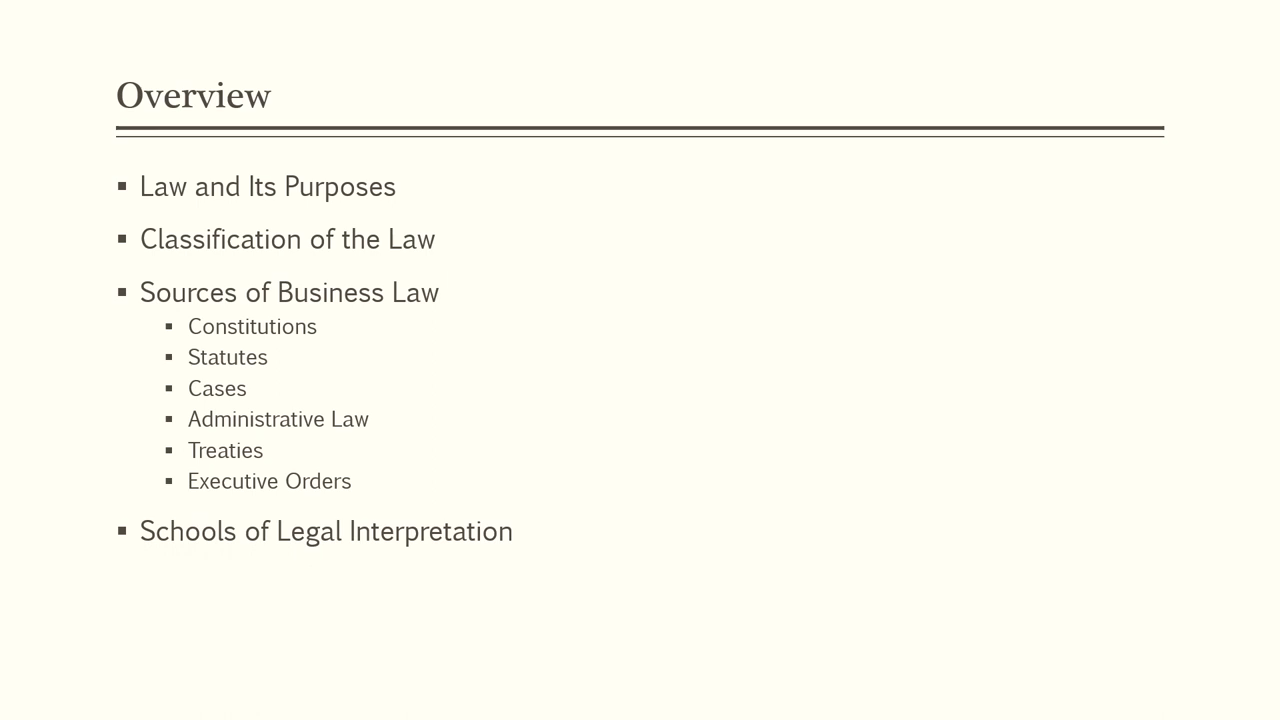 Overview
▪ Law and Its Purposes
▪ Classification of the Law
▪ Sources of Business Law
▪ Constitutions
▪ Statutes
▪ Cases
▪ Administrative Law
▪ Treaties
▪ Executive Orders
▪ Schools of Legal Interpretation